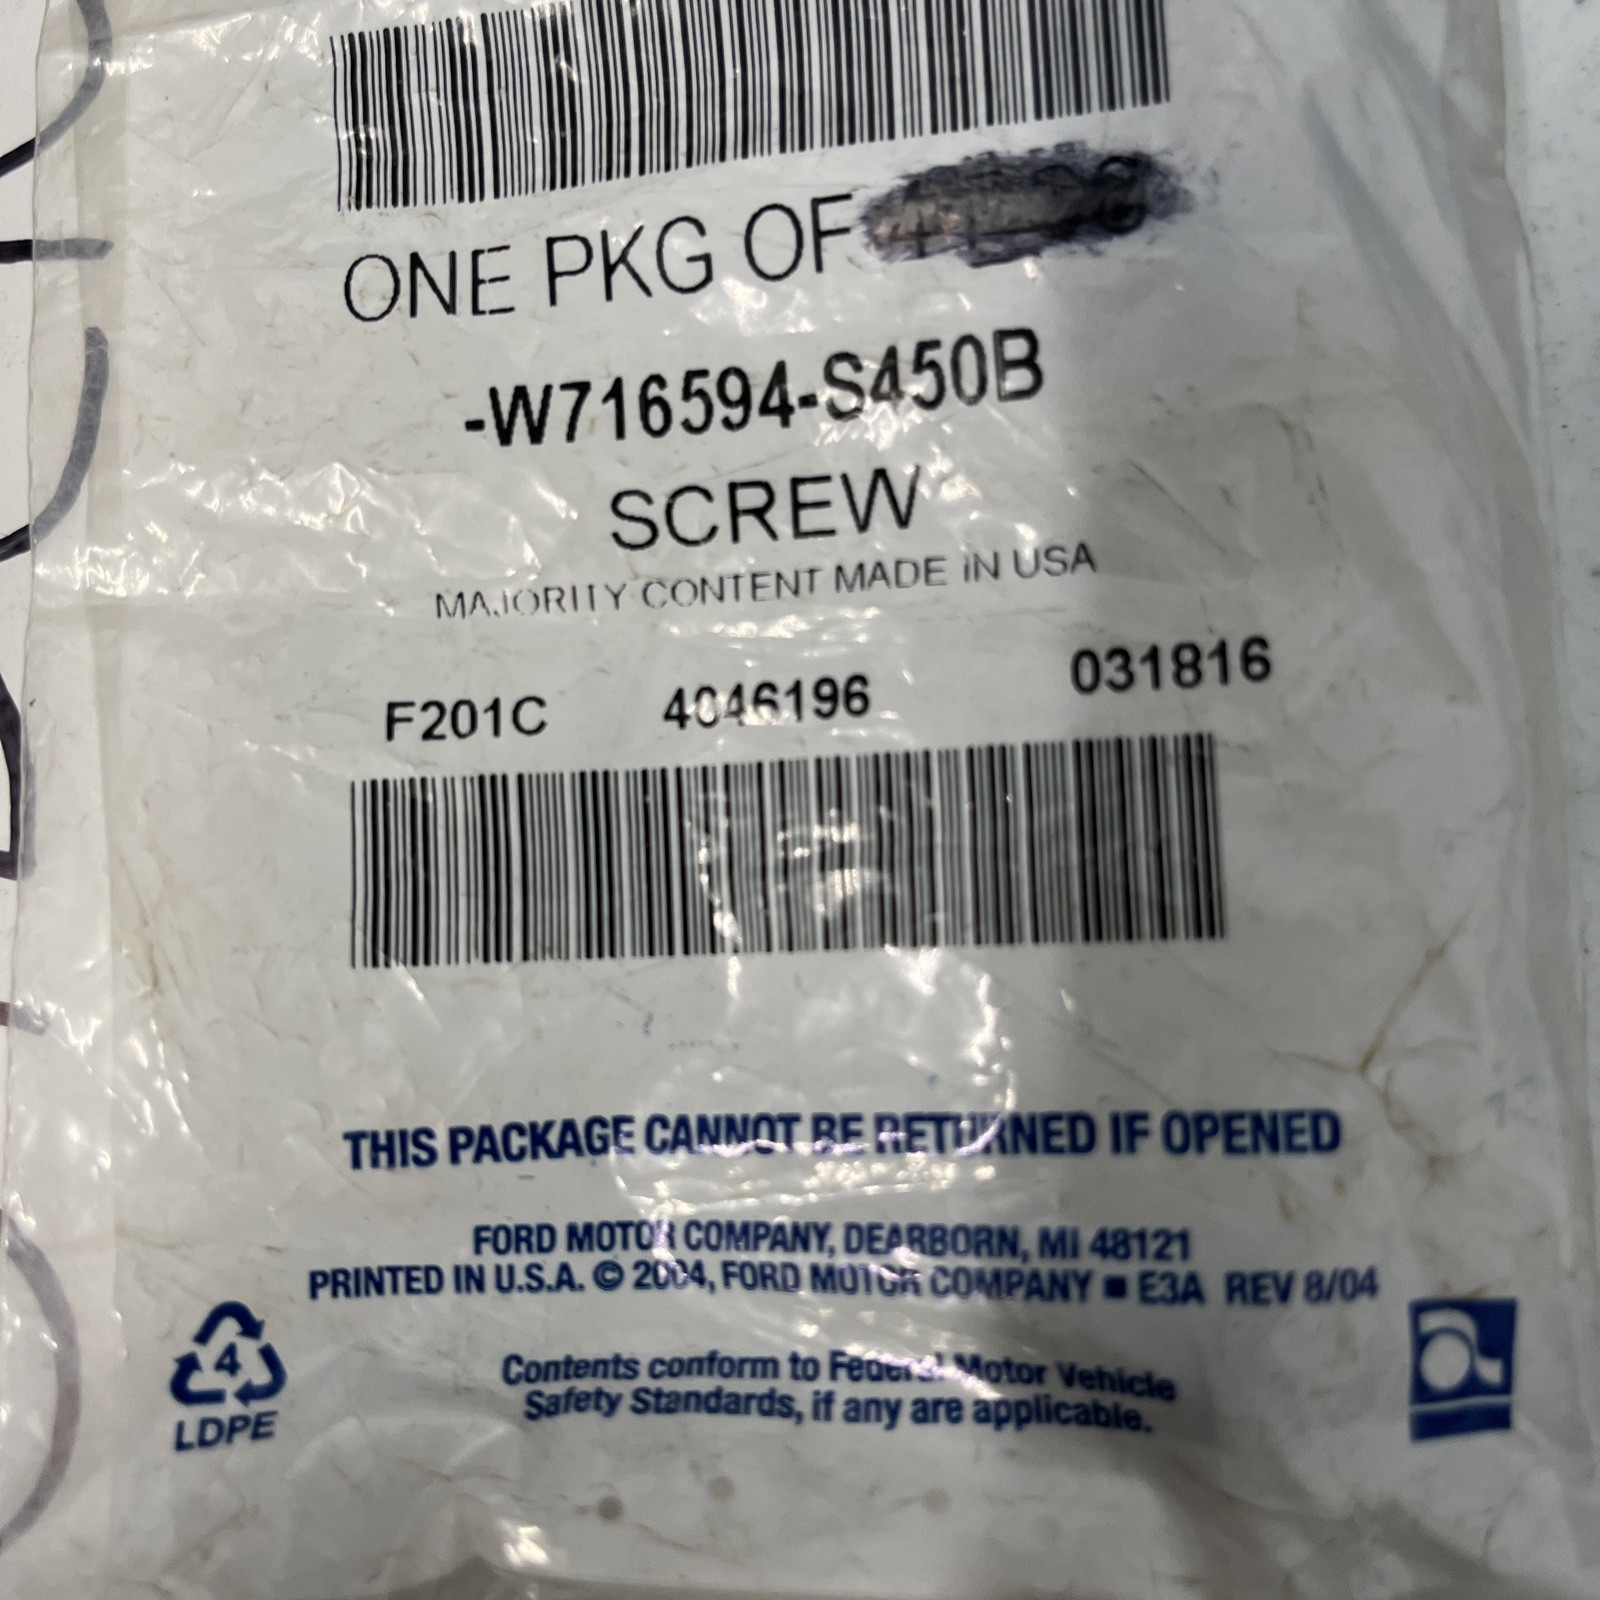 ONE PKG OF
-W716594-S450B
SCREW
MAJORITY CONTENT MADE IN USA
F201C 4046196 031816
THIS PACKAGE CANNOT BE RETURNED IF OPENED
FORD MOTOR COMPANY, DEARBORN, MI 48121
PRINTED IN U.S.A. © 2004, FORD MOTOR COMPANY ■ E3A REV 8/04
4
LDPE
Contents conform to Federal Motor Vehicle
Safety Standards, if any are applicable.